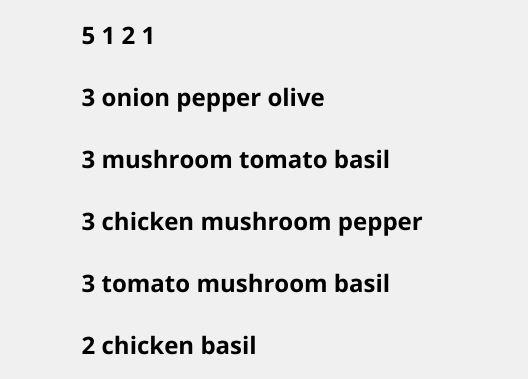 5 1 2 1
3 onion pepper olive
3 mushroom tomato basil
3 chicken mushroom pepper
3 tomato mushroom basil
2 chicken basil